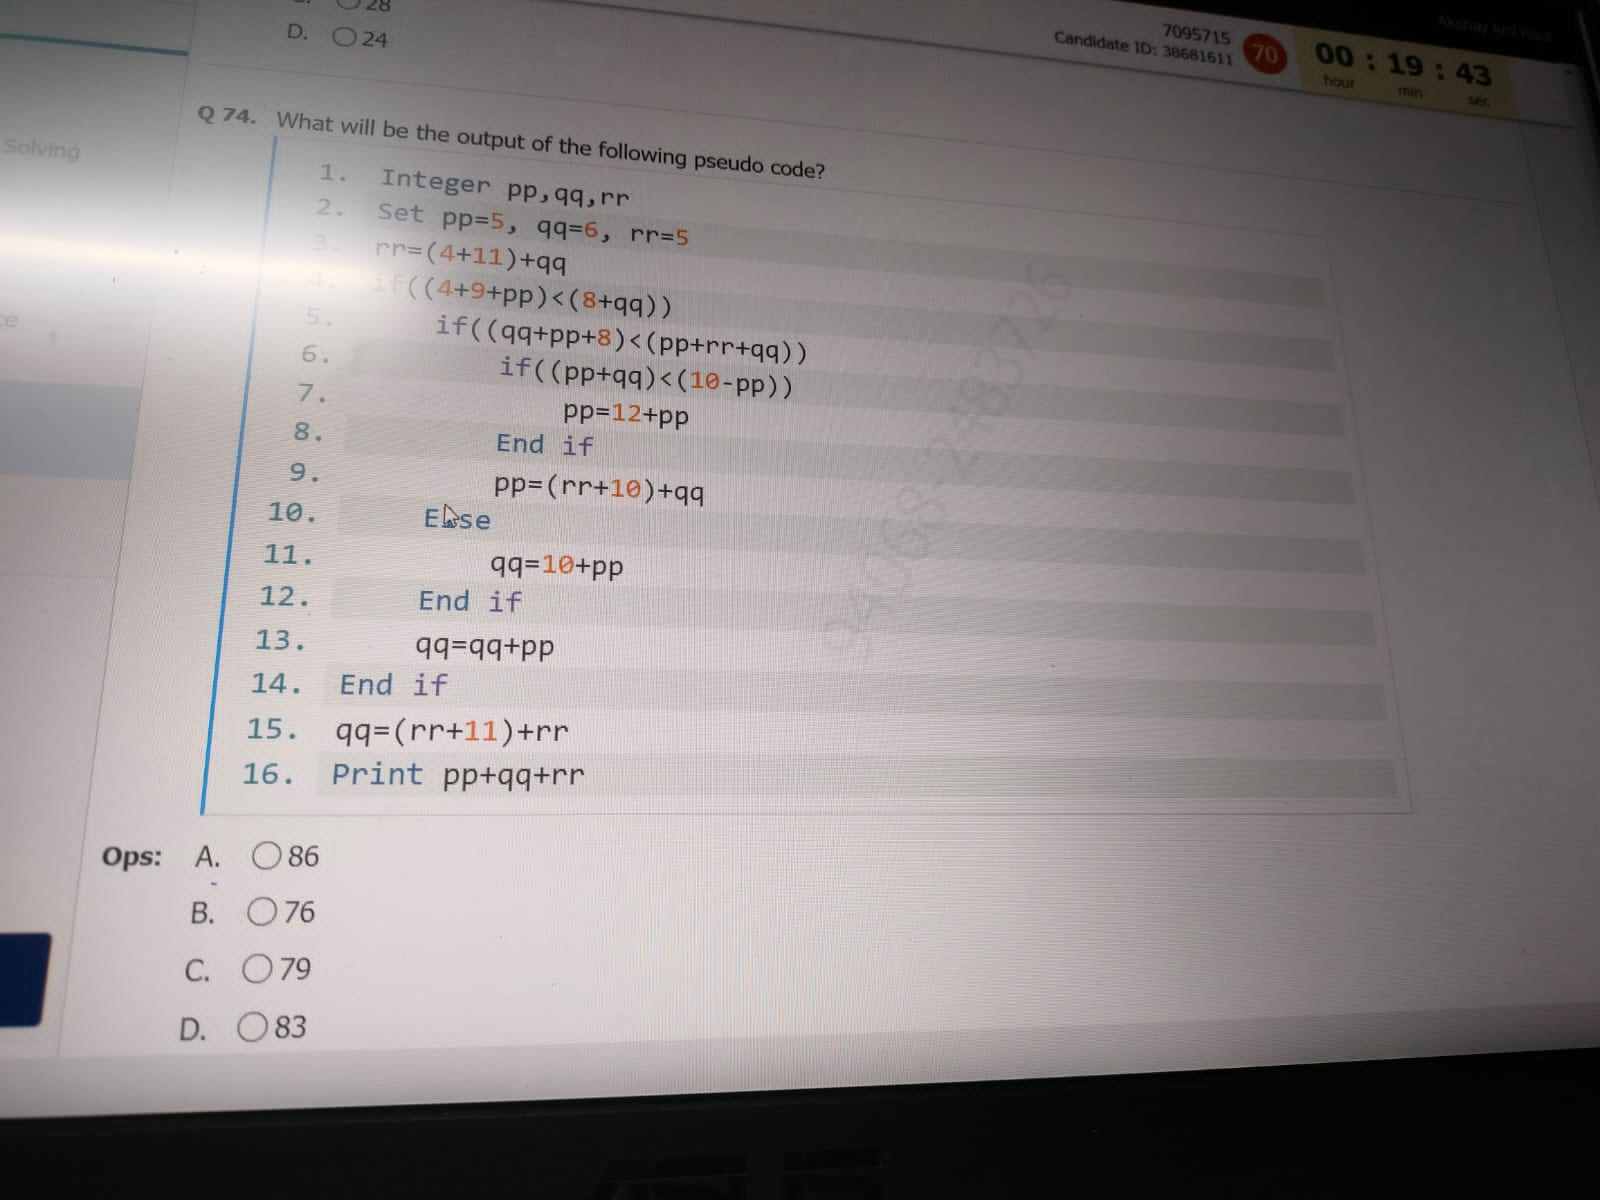 28
D. 24
7095715
Candidate ID: 38681611
70
00 : 19 : 43
hour min sec
Solving
Q 74. What will be the output of the following pseudo code?
1. Integer pp,qq,rr
2. Set pp=5, qq=6, rr=5
3. rr=(4+11)+qq
4. if((4+9+pp)<(8+qq))
5. if((qq+pp+8)<(pp+rr+qq))
6. if((pp+qq)<(10-pp))
7. pp=12+pp
8. End if
9. pp=(rr+10)+qq
10. Else
11. qq=10+pp
12. End if
13. qq=qq+pp
14. End if
15. qq=(rr+11)+rr
16. Print pp+qq+rr
Ops: A. 86
B. 76
C. 79
D. 83